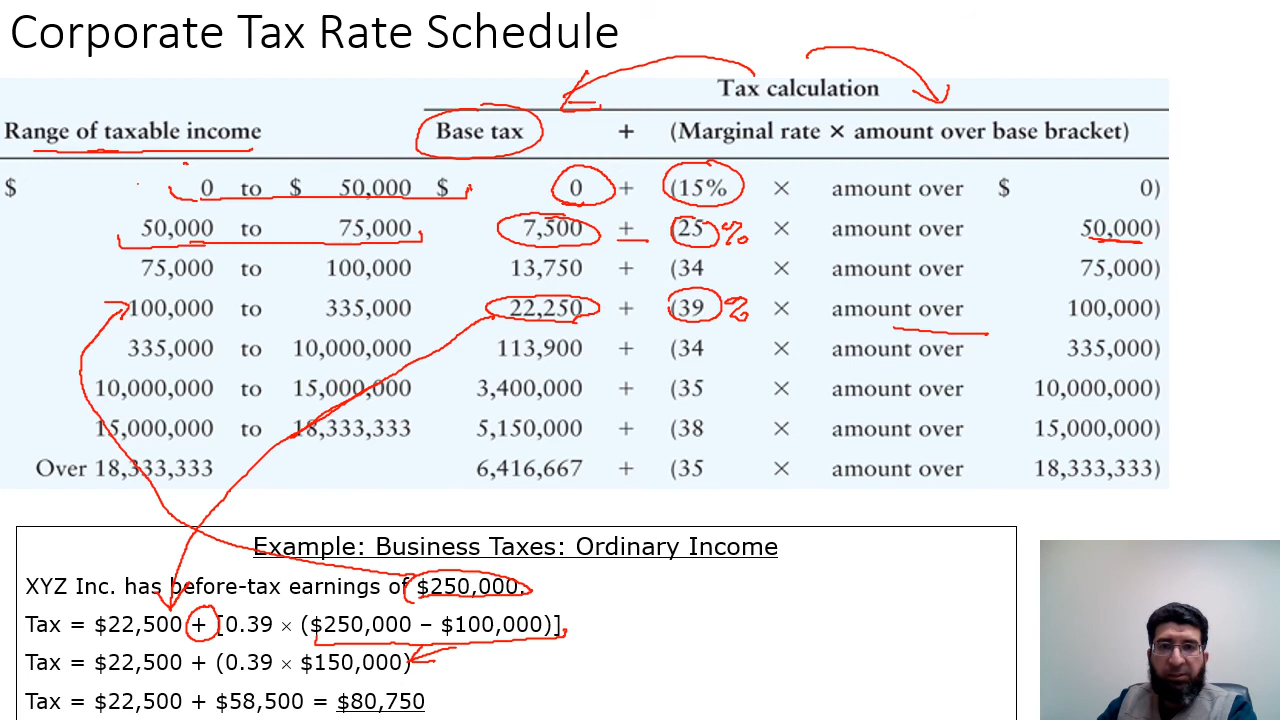 Corporate Tax Rate Schedule
Tax calculation
Range of taxable income Base tax + (Marginal rate × amount over base bracket)
$ 0 to $ 50,000 $ 0 + (15% × amount over $ 0)
50,000 to 75,000 7,500 + (25 % × amount over 50,000)
75,000 to 100,000 13,750 + (34 × amount over 75,000)
100,000 to 335,000 22,250 + (39 % × amount over 100,000)
335,000 to 10,000,000 113,900 + (34 × amount over 335,000)
10,000,000 to 15,000,000 3,400,000 + (35 × amount over 10,000,000)
15,000,000 to 18,333,333 5,150,000 + (38 × amount over 15,000,000)
Over 18,333,333 6,416,667 + (35 × amount over 18,333,333)
Example: Business Taxes: Ordinary Income
XYZ Inc. has before-tax earnings of $250,000.
Tax = $22,500 + [0.39 × ($250,000 – $100,000)]
Tax = $22,500 + (0.39 × $150,000)
Tax = $22,500 + $58,500 = $80,750